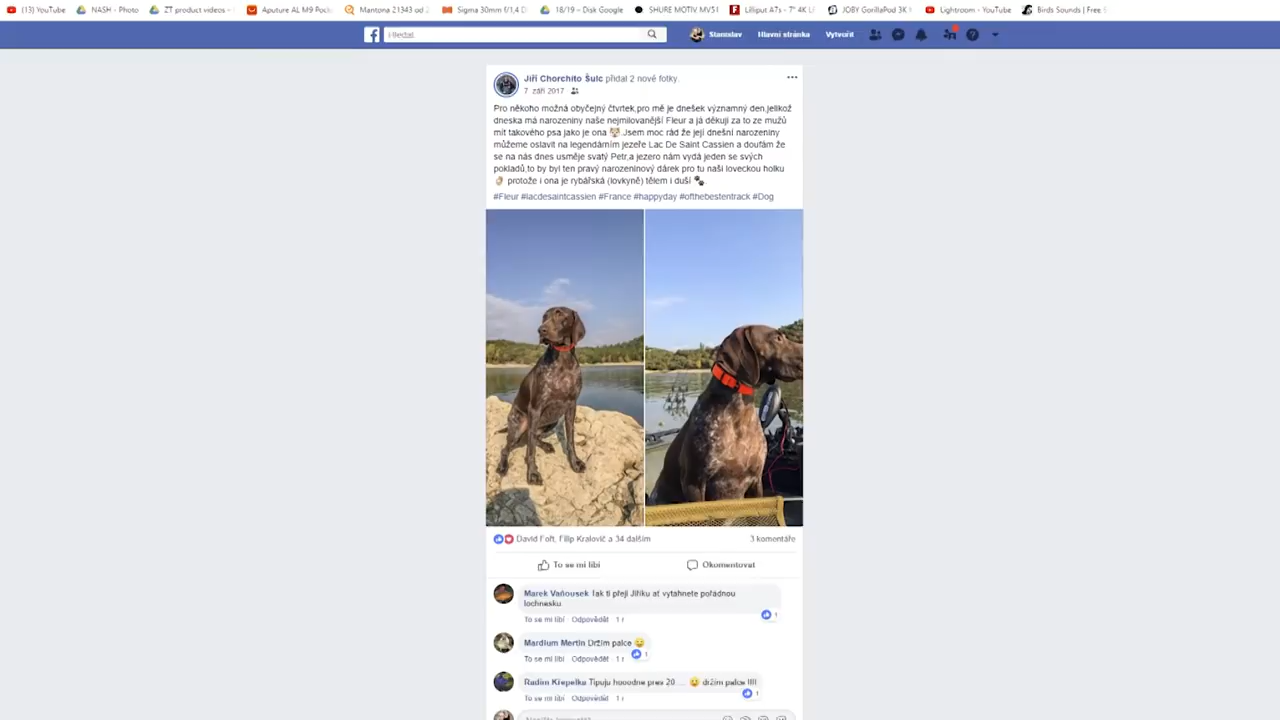 (13) YouTube NASH - Photo ZT product videos - Aputure AL M9 Pock Mantona 21343 od Sigma 30mm f/1,4 D 18/19 – Disk Google SHURE MOTIV MV51 Lilliput A7s - 7" 4K JOBY GorillaPod 3K Lightroom - YouTube Birds Sounds | Free S
Hledat Stanislav Hlavní stránka Vytvořit
Jiří Chorchito Šulc přidal 2 nové fotky.
7. září 2017
Pro někoho možná obyčejný čtvrtek,pro mě je dnešek významný den,jelikož
dneska má narozeniny naše nejmilovanější Fleur a já děkuji za to ze mužů
mít takového psa jako je ona 😽.Jsem moc rád že její dnešní narozeniny
můžeme oslavit na legendárním jezeře Lac De Saint Cassien a doufám že
se na nás dnes usměje svatý Petr,a jezero nám vydá jeden se svých
pokladů,to by byl ten pravý narozeninový dárek pro tu naši loveckou holku
👌 protože i ona je rybářská (lovkyně) tělem i duší 🐾.
#Fleur #lacdesaintcassien #France #happyday #ofthebestentrack #Dog
David Fořt, Filip Kralovič a 34 dalším 3 komentáře
To se mi líbí Okomentovat
Marek Vaňousek Tak ti přeji Jiříku ať vytáhnete pořádnou
lochnesku
1
To se mi líbí Odpovědět 1 r
Mardium Mertin Držím palce 😉
1
To se mi líbí Odpovědět 1 r
Radim Křepelka Tipuju hooodne pres 20 .... 😉 držím palce !!!!
1
To se mi líbí Odpovědět 1 r
Napište komentář...